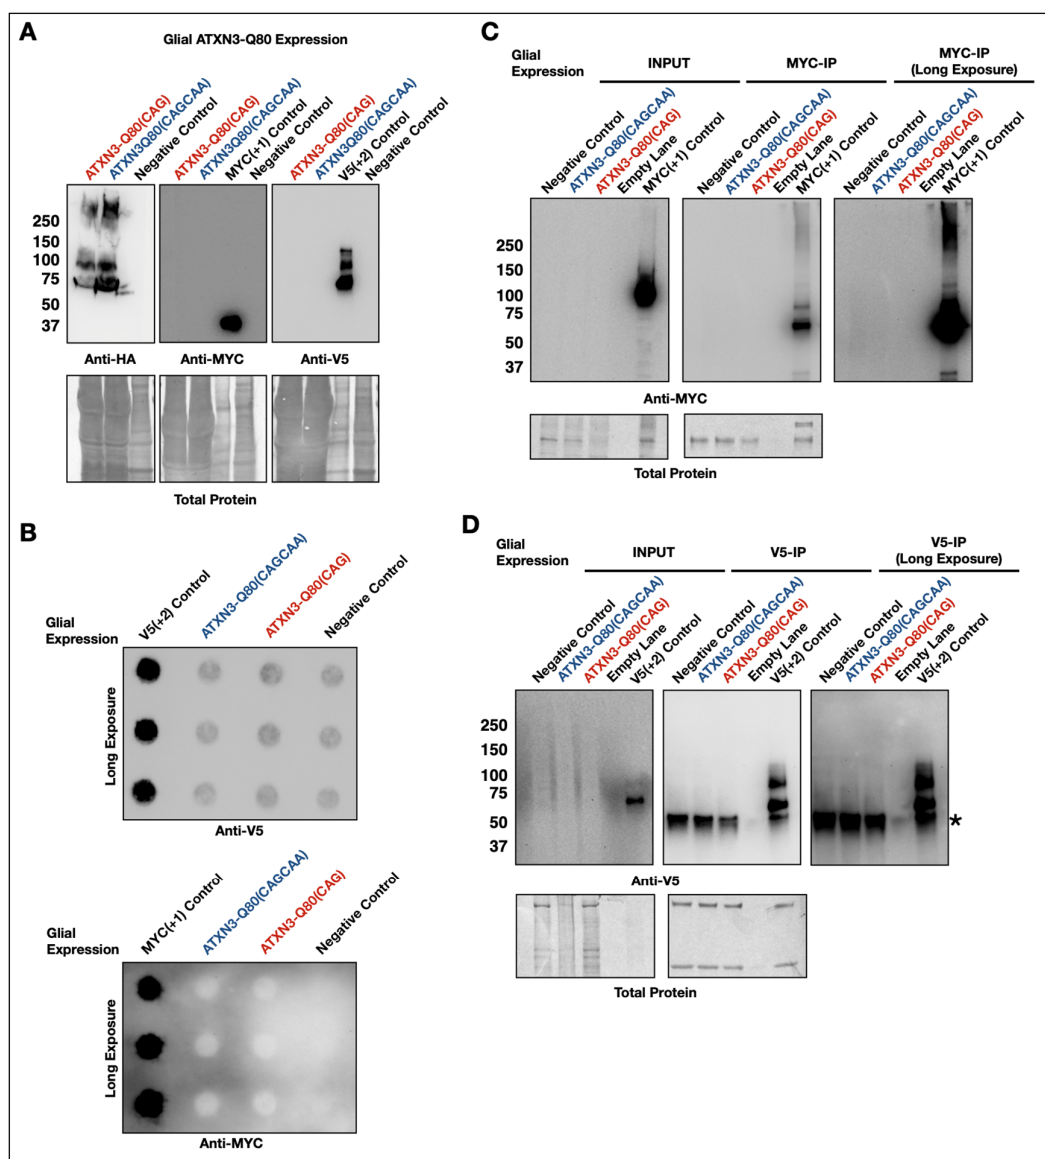 A
Glial ATXN3-Q80 Expression
ATXN3-Q80(CAG)
ATXN3Q80(CAGCAA)
Negative Control
ATXN3-Q80(CAG)
ATXN3-Q80(CAGCAA)
MYC(+1) Control
Negative Control
ATXN3-Q80(CAG)
ATXN3Q80(CAGCAA)
V5(+2) Control
Negative Control
250
150
100
75
50
37
Anti-HA
Anti-MYC
Anti-V5
Total Protein
B
Glial
Expression
V5(+2) Control
ATXN3-Q80(CAGCAA)
ATXN3-Q80(CAG)
Negative Control
Long Exposure
Anti-V5
Glial
Expression
MYC(+1) Control
ATXN3-Q80(CAGCAA)
ATXN3-Q80(CAG)
Negative Control
Long Exposure
Anti-MYC
C
Glial
Expression
INPUT
MYC-IP
MYC-IP
(Long Exposure)
Negative Control
ATXN3-Q80(CAGCAA)
ATXN3-Q80(CAG)
Empty Lane
MYC(+1) Control
Negative Control
ATXN3-Q80(CAGCAA)
ATXN3-Q80(CAG)
Empty Lane
MYC(+1) Control
Negative Control
ATXN3-Q80(CAGCAA)
ATXN3-Q80(CAG)
Empty Lane
MYC(+1) Control
250
150
100
75
50
37
Anti-MYC
Total Protein
D
Glial
Expression
INPUT
V5-IP
V5-IP
(Long Exposure)
Negative Control
ATXN3-Q80(CAGCAA)
ATXN3-Q80(CAG)
Empty Lane
V5(+2) Control
Negative Control
ATXN3-Q80(CAGCAA)
ATXN3-Q80(CAG)
Empty Lane
V5(+2) Control
Negative Control
ATXN3-Q80(CAGCAA)
ATXN3-Q80(CAG)
Empty Lane
V5(+2) Control
250
150
100
75
50
37
*
Anti-V5
Total Protein